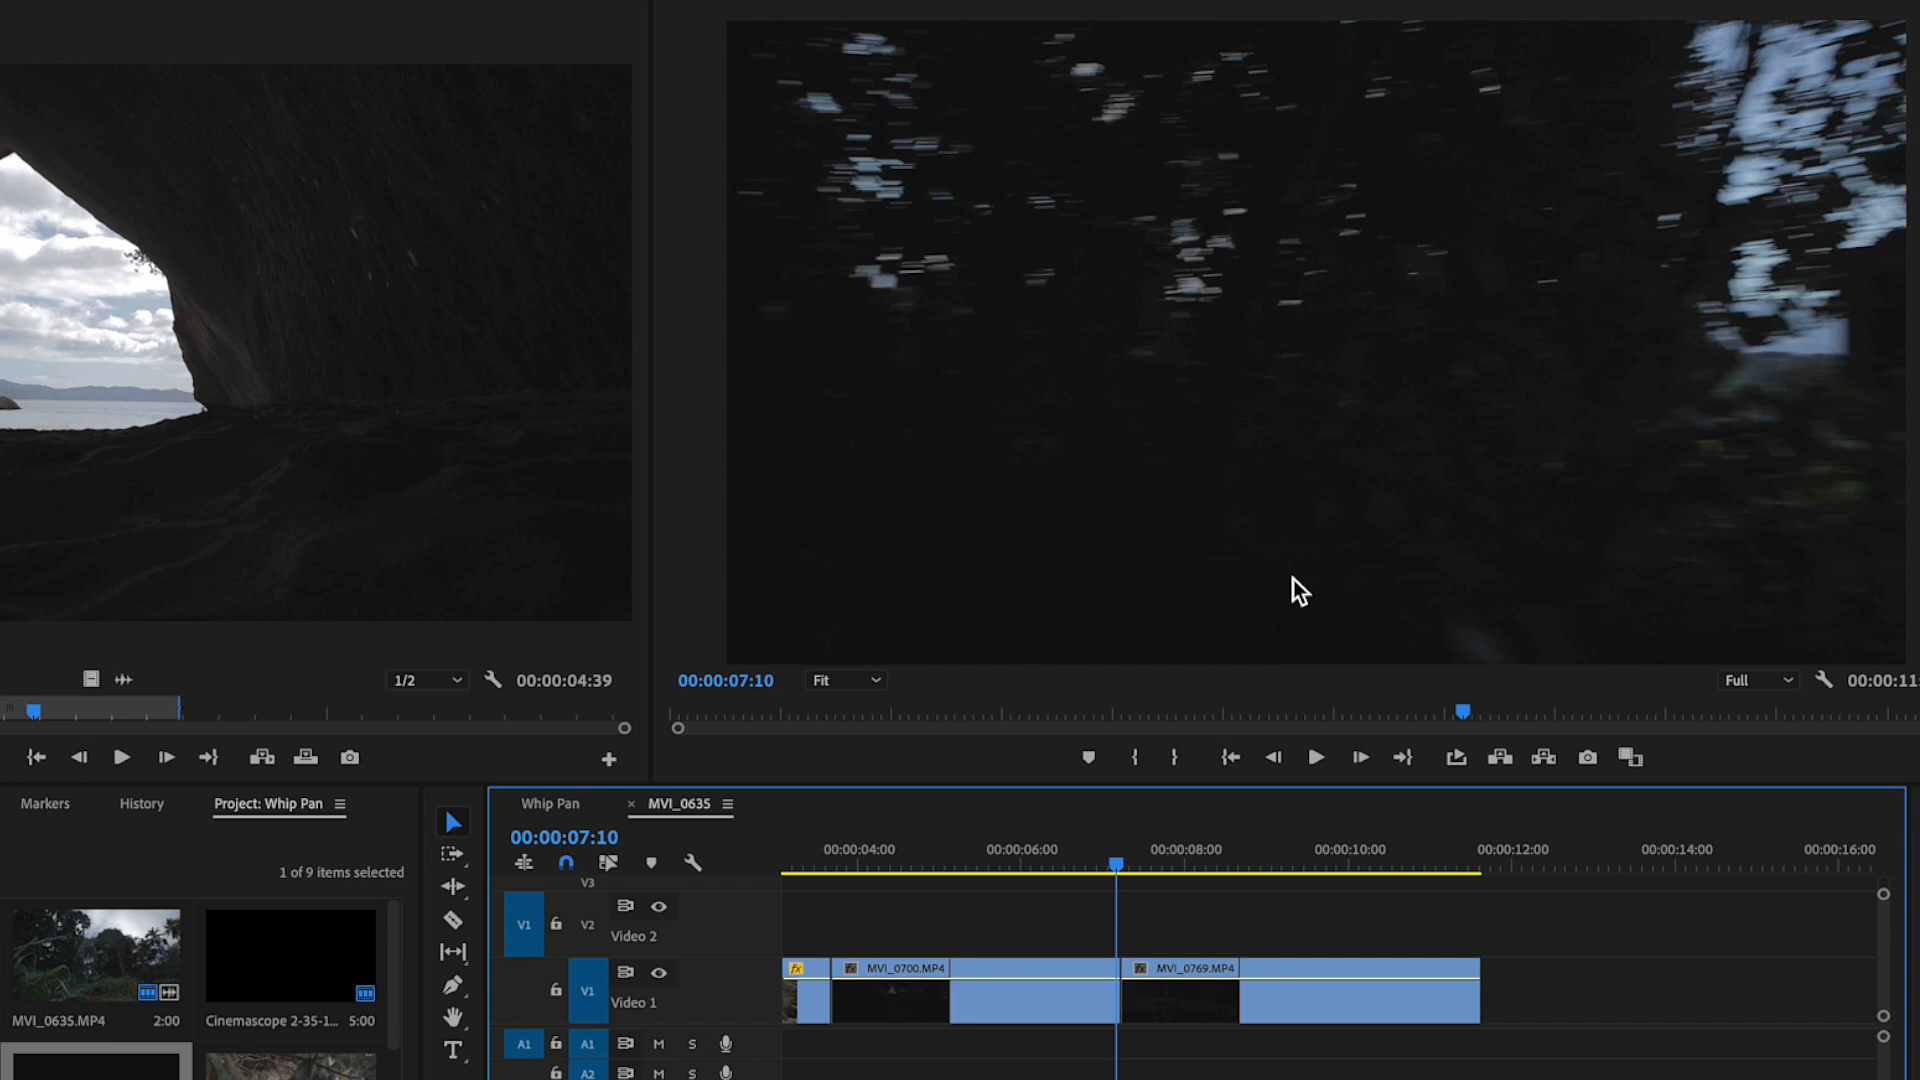 1/2
00:00:04:39
00:00:07:10
Fit
Full
00:00:11:
Markers
History
Project: Whip Pan
1 of 9 items selected
MVI_0635.MP4
2:00
Cinemascope 2-35-1...
5:00
Whip Pan
× MVI_0635
00:00:07:10
00:00:04:00
00:00:06:00
00:00:08:00
00:00:10:00
00:00:12:00
00:00:14:00
00:00:16:00
V3
V1
V2
Video 2
fx
fx
MVI_0700.MP4
fx
MVI_0769.MP4
V1
Video 1
A1
A1
M
S
A2
M
S
T